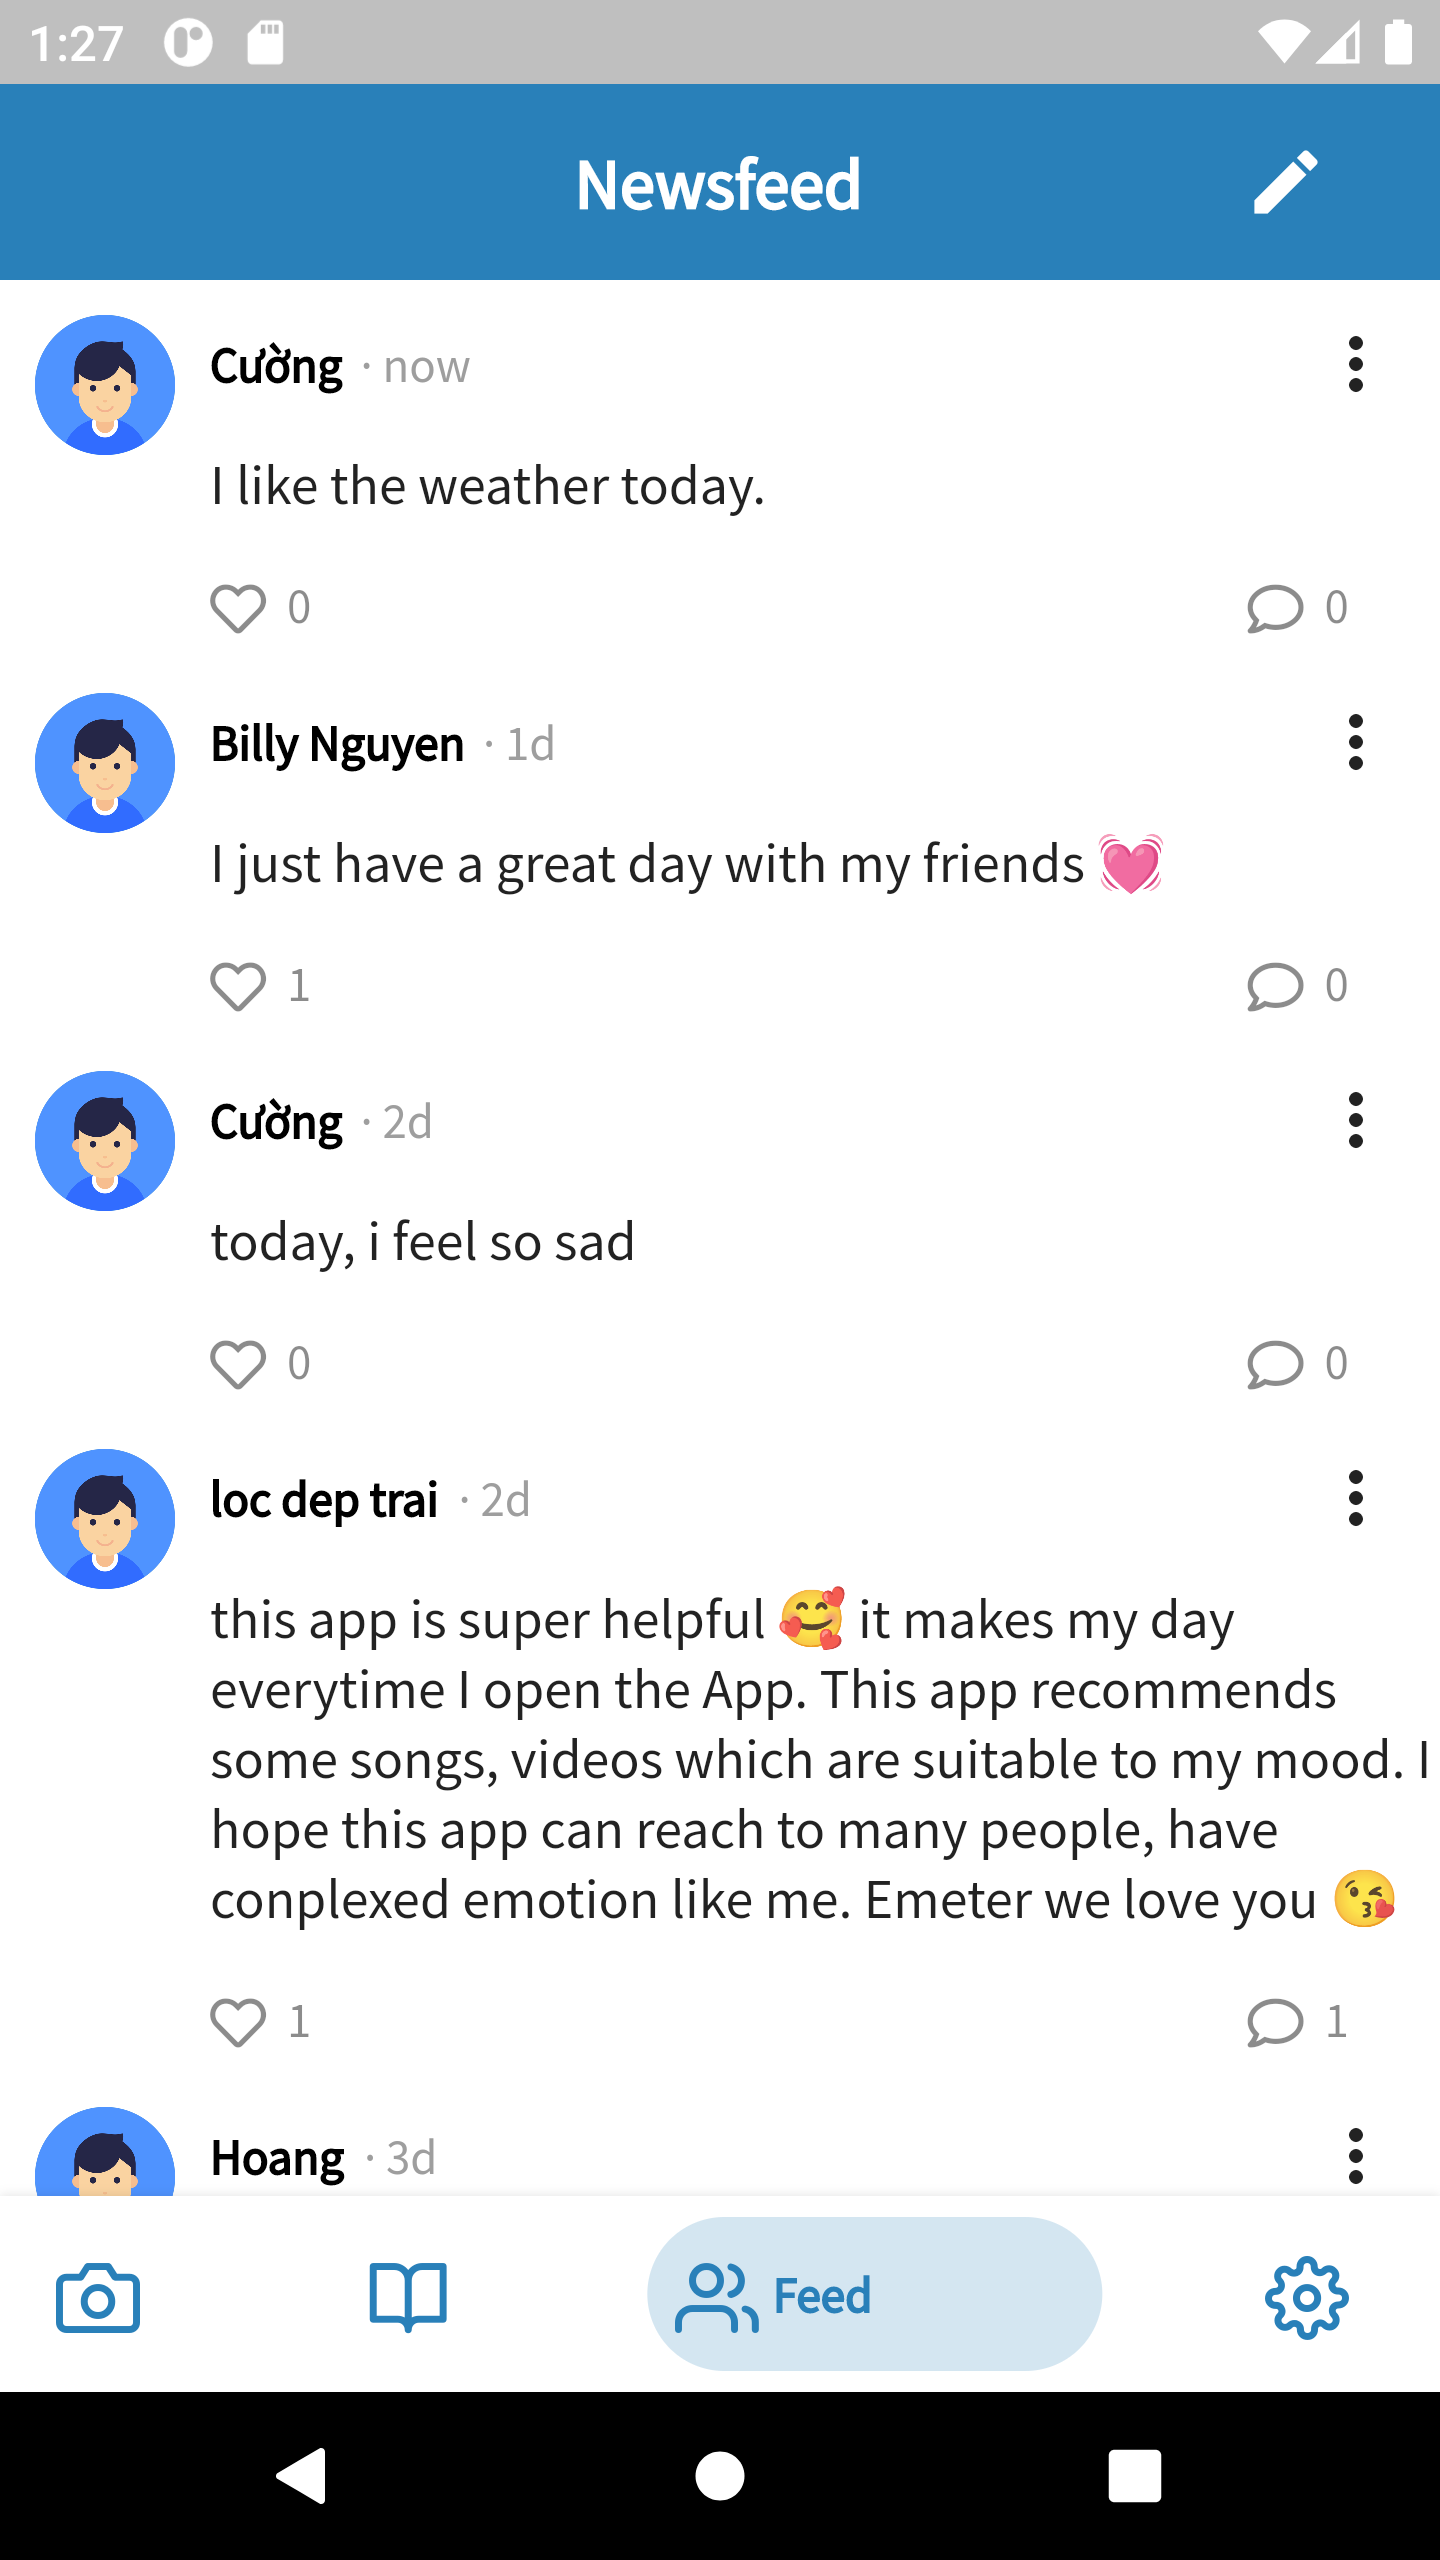 1:27
Newsfeed
Cường · now
I like the weather today.
0 0
Billy Nguyen · 1d
I just have a great day with my friends 💓
1 0
Cường · 2d
today, i feel so sad
0 0
loc dep trai · 2d
this app is super helpful 🥰 it makes my day
everytime I open the App. This app recommends
some songs, videos which are suitable to my mood. I
hope this app can reach to many people, have
conplexed emotion like me. Emeter we love you 😘
1 1
Hoang · 3d
Feed